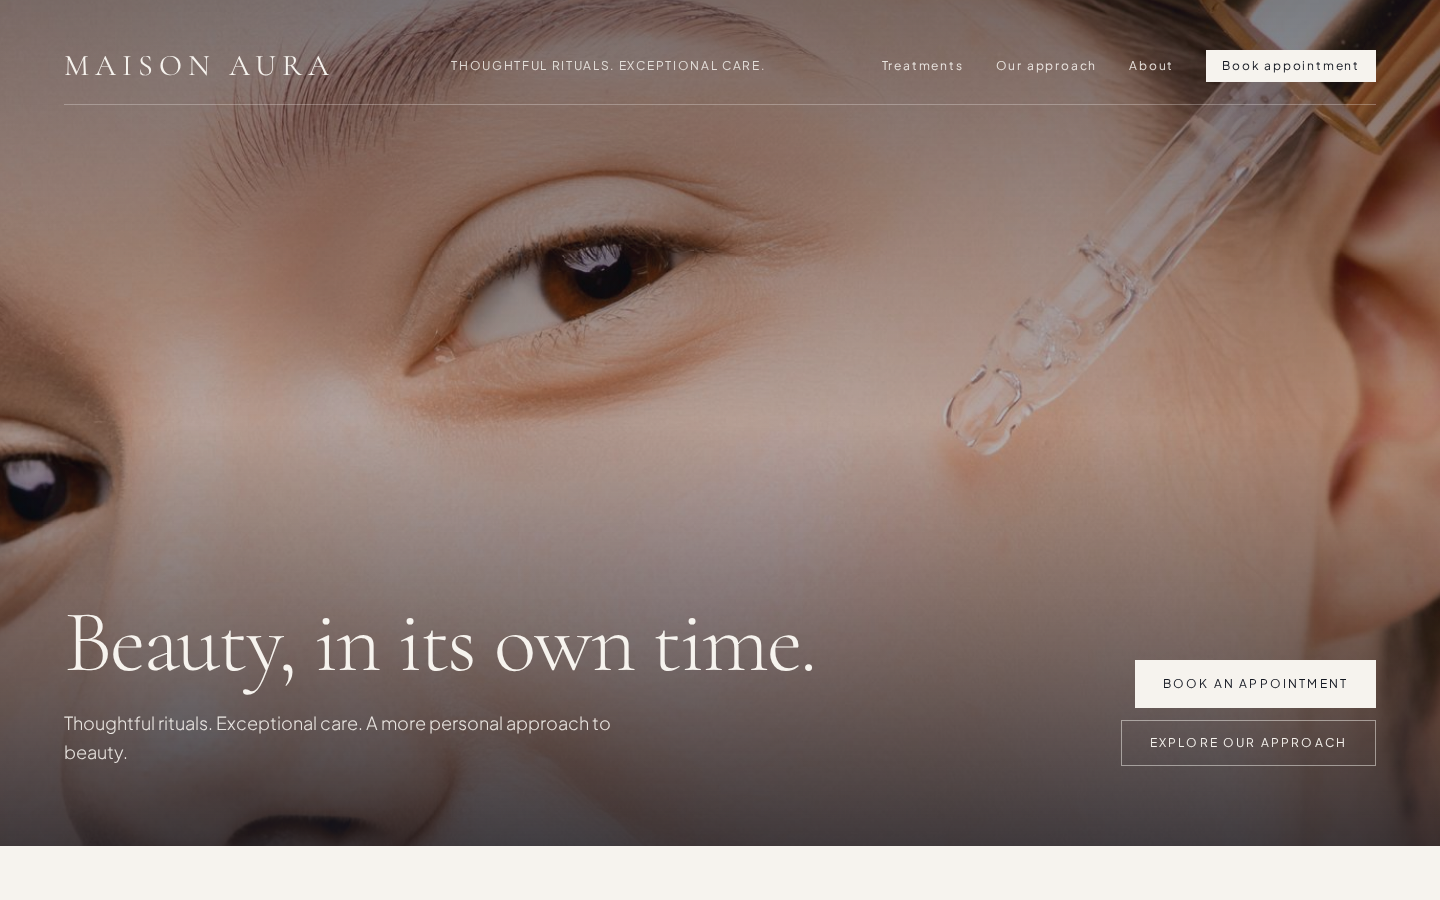 MAISON AURA
THOUGHTFUL RITUALS. EXCEPTIONAL CARE.
Treatments
Our approach
About
Book appointment
Beauty, in its own time.
Thoughtful rituals. Exceptional care. A more personal approach to
beauty.
BOOK AN APPOINTMENT
EXPLORE OUR APPROACH